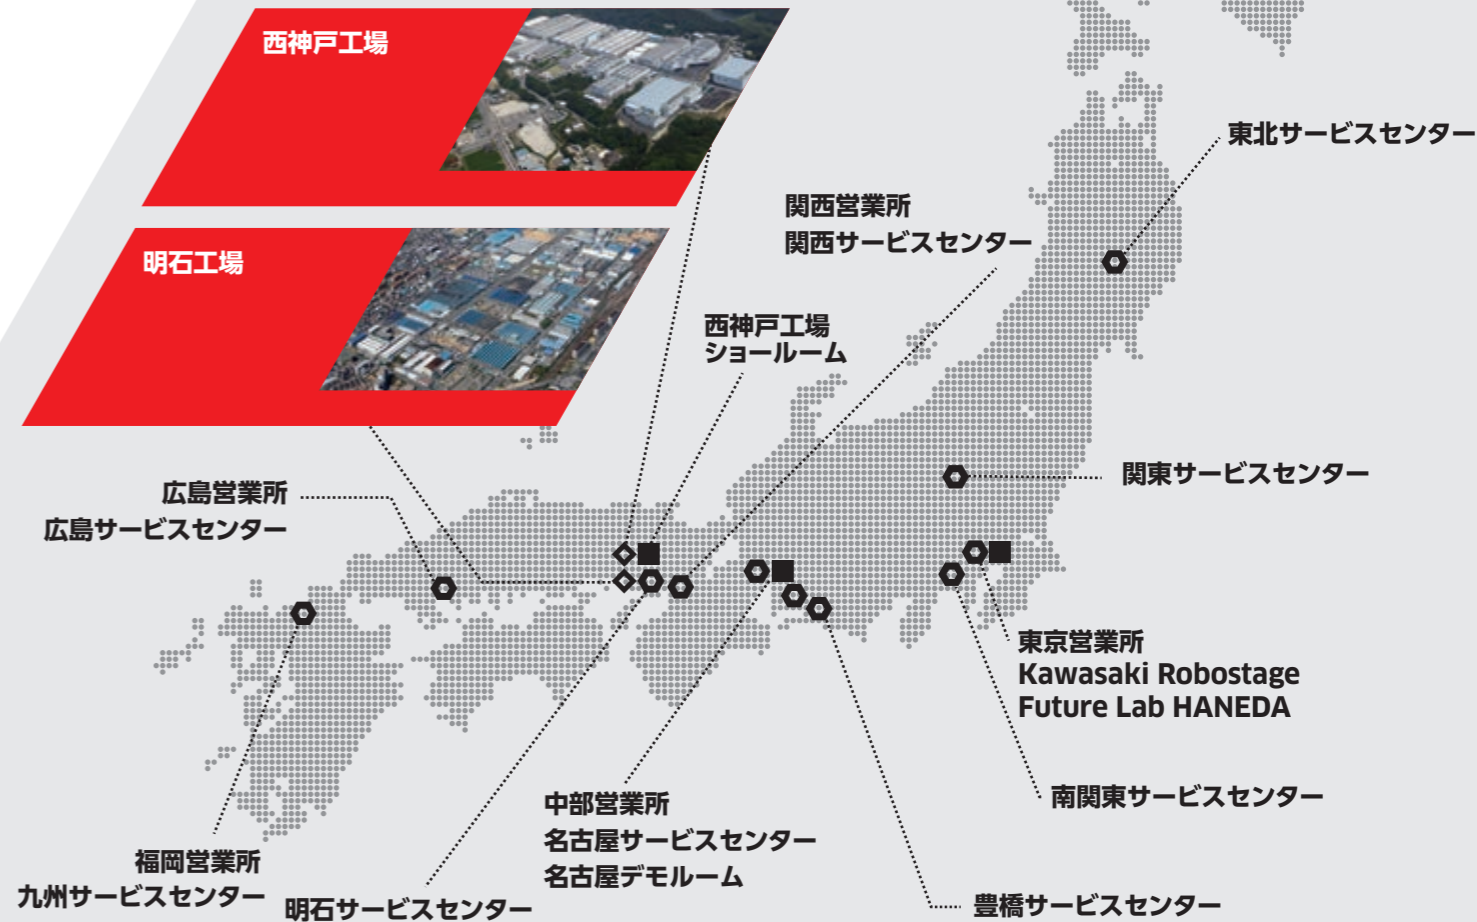 西神戸工場
東北サービスセンター
関西営業所
関西サービスセンター
明石工場
西神戸工場
ショールーム
関東サービスセンター
広島営業所
広島サービスセンター
東京営業所
Kawasaki Robostage
Future Lab HANEDA
南関東サービスセンター
中部営業所
名古屋サービスセンター
名古屋デモルーム
福岡営業所
九州サービスセンター
明石サービスセンター
豊橋サービスセンター